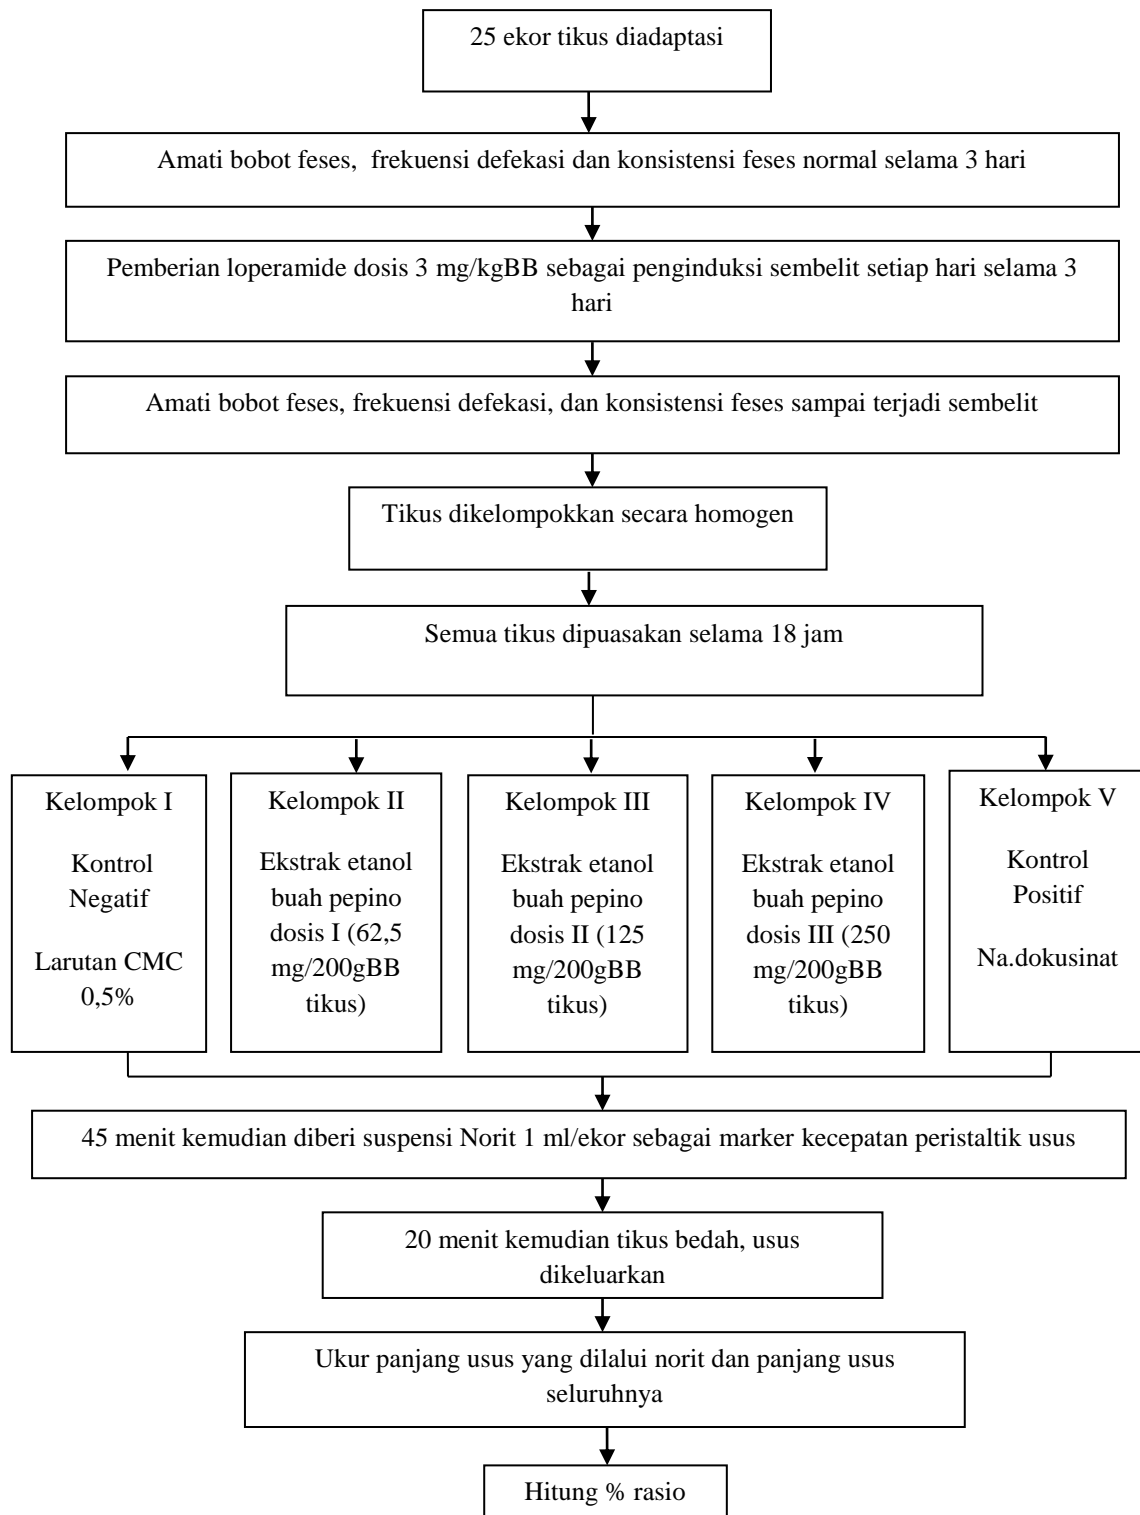 25 ekor tikus diadaptasi
Amati bobot feses, frekuensi defekasi dan konsistensi feses normal selama 3 hari
Pemberian loperamide dosis 3 mg/kgBB sebagai penginduksi sembelit setiap hari selama 3
hari
Amati bobot feses, frekuensi defekasi, dan konsistensi feses sampai terjadi sembelit
Tikus dikelompokkan secara homogen
Semua tikus dipuasakan selama 18 jam
Kelompok I
Kontrol
Negatif
Larutan CMC
0,5%
Kelompok II
Ekstrak etanol
buah pepino
dosis I (62,5
mg/200gBB
tikus)
Kelompok III
Ekstrak etanol
buah pepino
dosis II (125
mg/200gBB
tikus)
Kelompok IV
Ekstrak etanol
buah pepino
dosis III (250
mg/200gBB
tikus)
Kelompok V
Kontrol
Positif
Na.dokusinat
45 menit kemudian diberi suspensi Norit 1 ml/ekor sebagai marker kecepatan peristaltik usus
20 menit kemudian tikus bedah, usus
dikeluarkan
Ukur panjang usus yang dilalui norit dan panjang usus
seluruhnya
Hitung % rasio